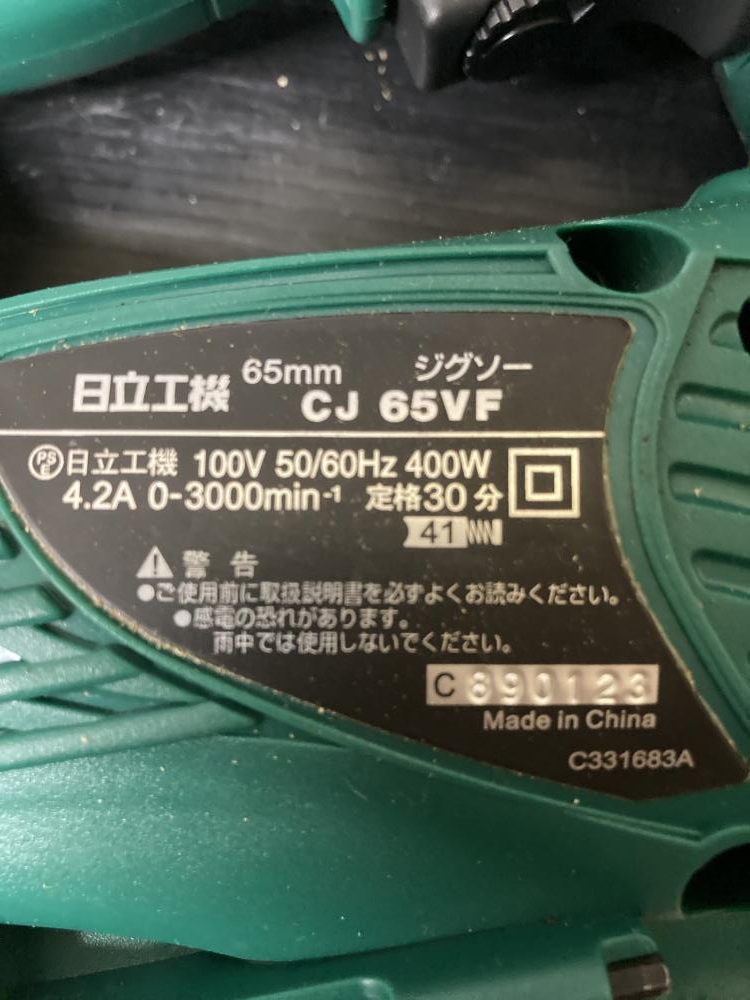 65mm ジグソー
日立工機 CJ 65VF
PSE 日立工機 100V 50/60Hz 400W
4.2A 0-3000min-1 定格30分
41
警告
●ご使用前に取扱説明書を必ずよくお読みください。
●感電の恐れがあります。
雨中では使用しないでください。
C 890123
Made in China
C331683A